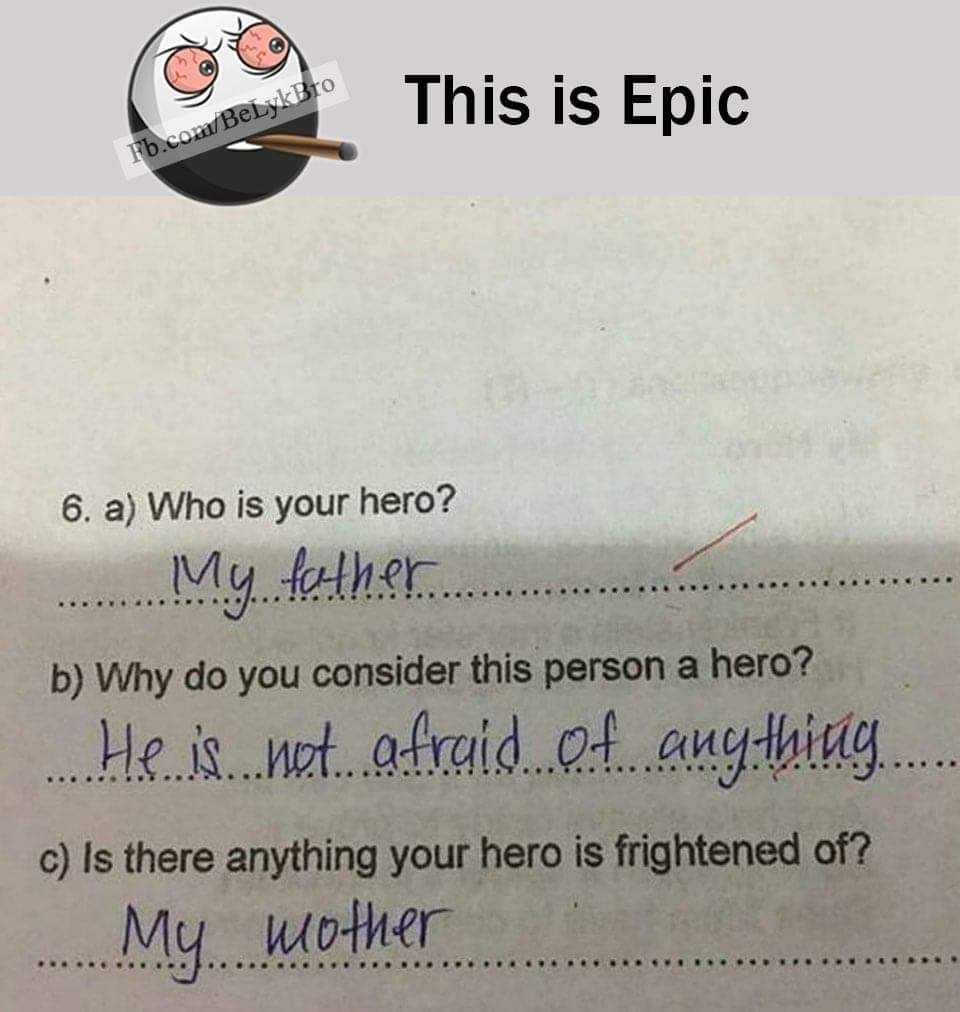 Fb.com/BeLykBro
This is Epic
6. a) Who is your hero?
My father
b) Why do you consider this person a hero?
He is not afraid of anything
c) Is there anything your hero is frightened of?
My mother